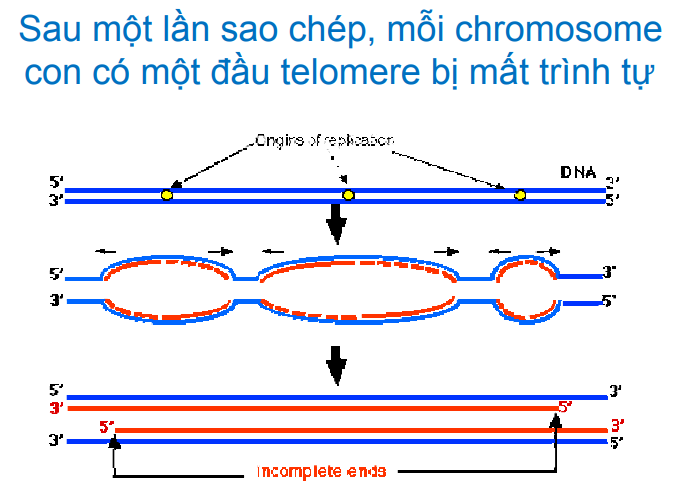 Sau một lần sao chép, mỗi chromosome
con có một đầu telomere bị mất trình tự
Origins of replication
DNA
5' 3'
3' 5'
5' 3'
3' 5'
5' 3'
3' 5'
5' 3'
3' 5'
incomplete ends